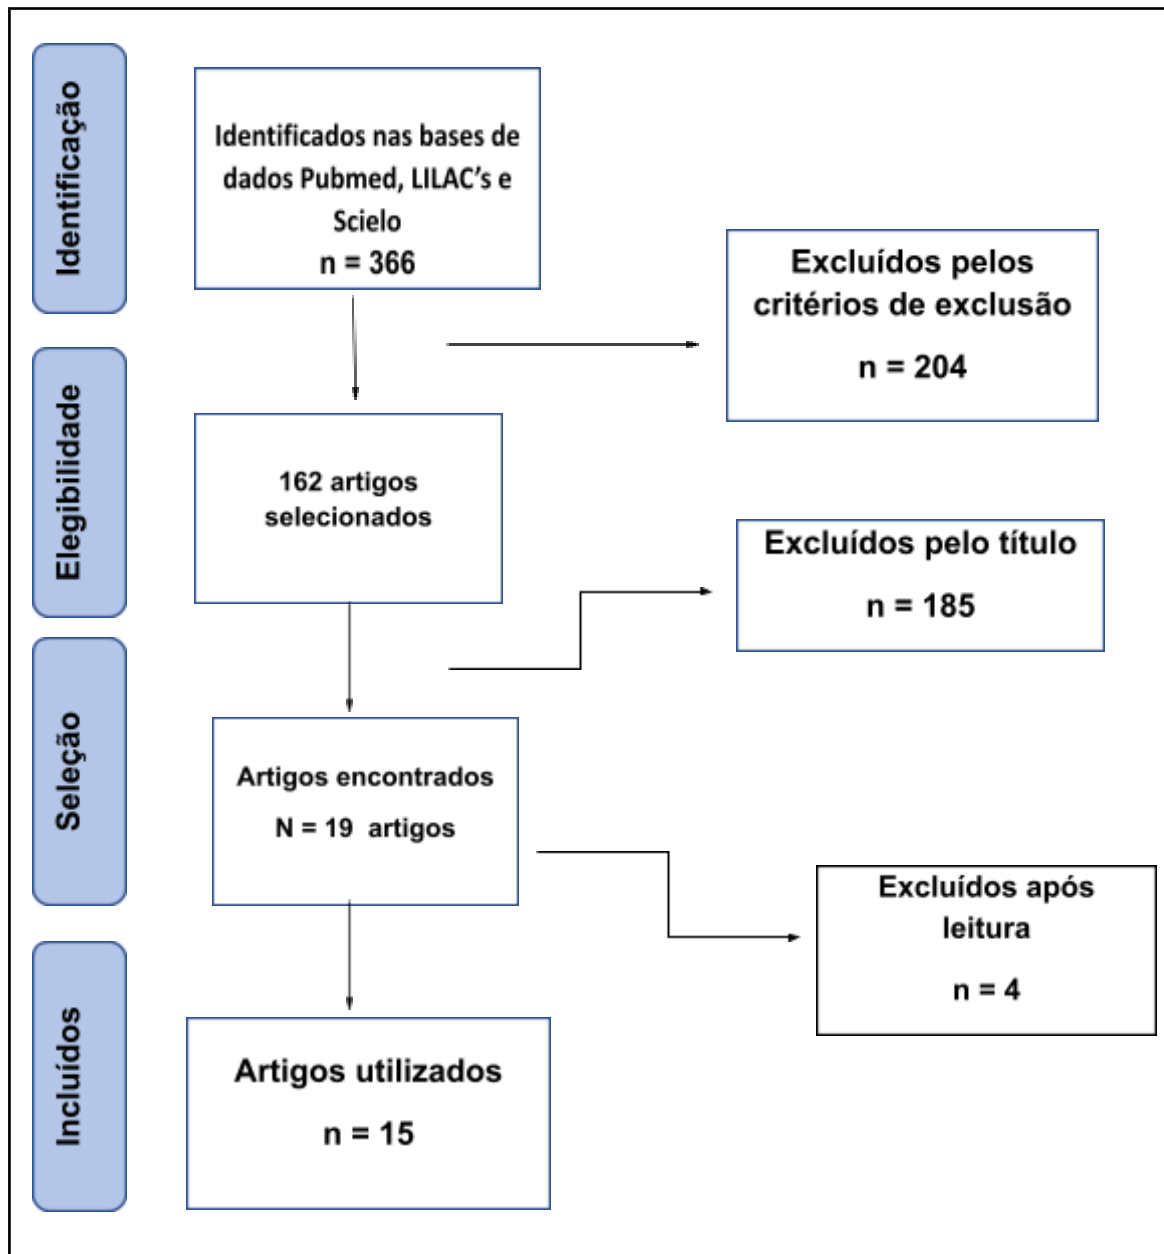 Identificação
Identificados nas bases de
dados Pubmed, LILAC’s e
Scielo
n = 366
Excluídos pelos
critérios de exclusão
n = 204
Elegibilidade
162 artigos
selecionados
Excluídos pelo título
n = 185
Seleção
Artigos encontrados
N = 19 artigos
Excluídos após
leitura
n = 4
Incluídos
Artigos utilizados
n = 15